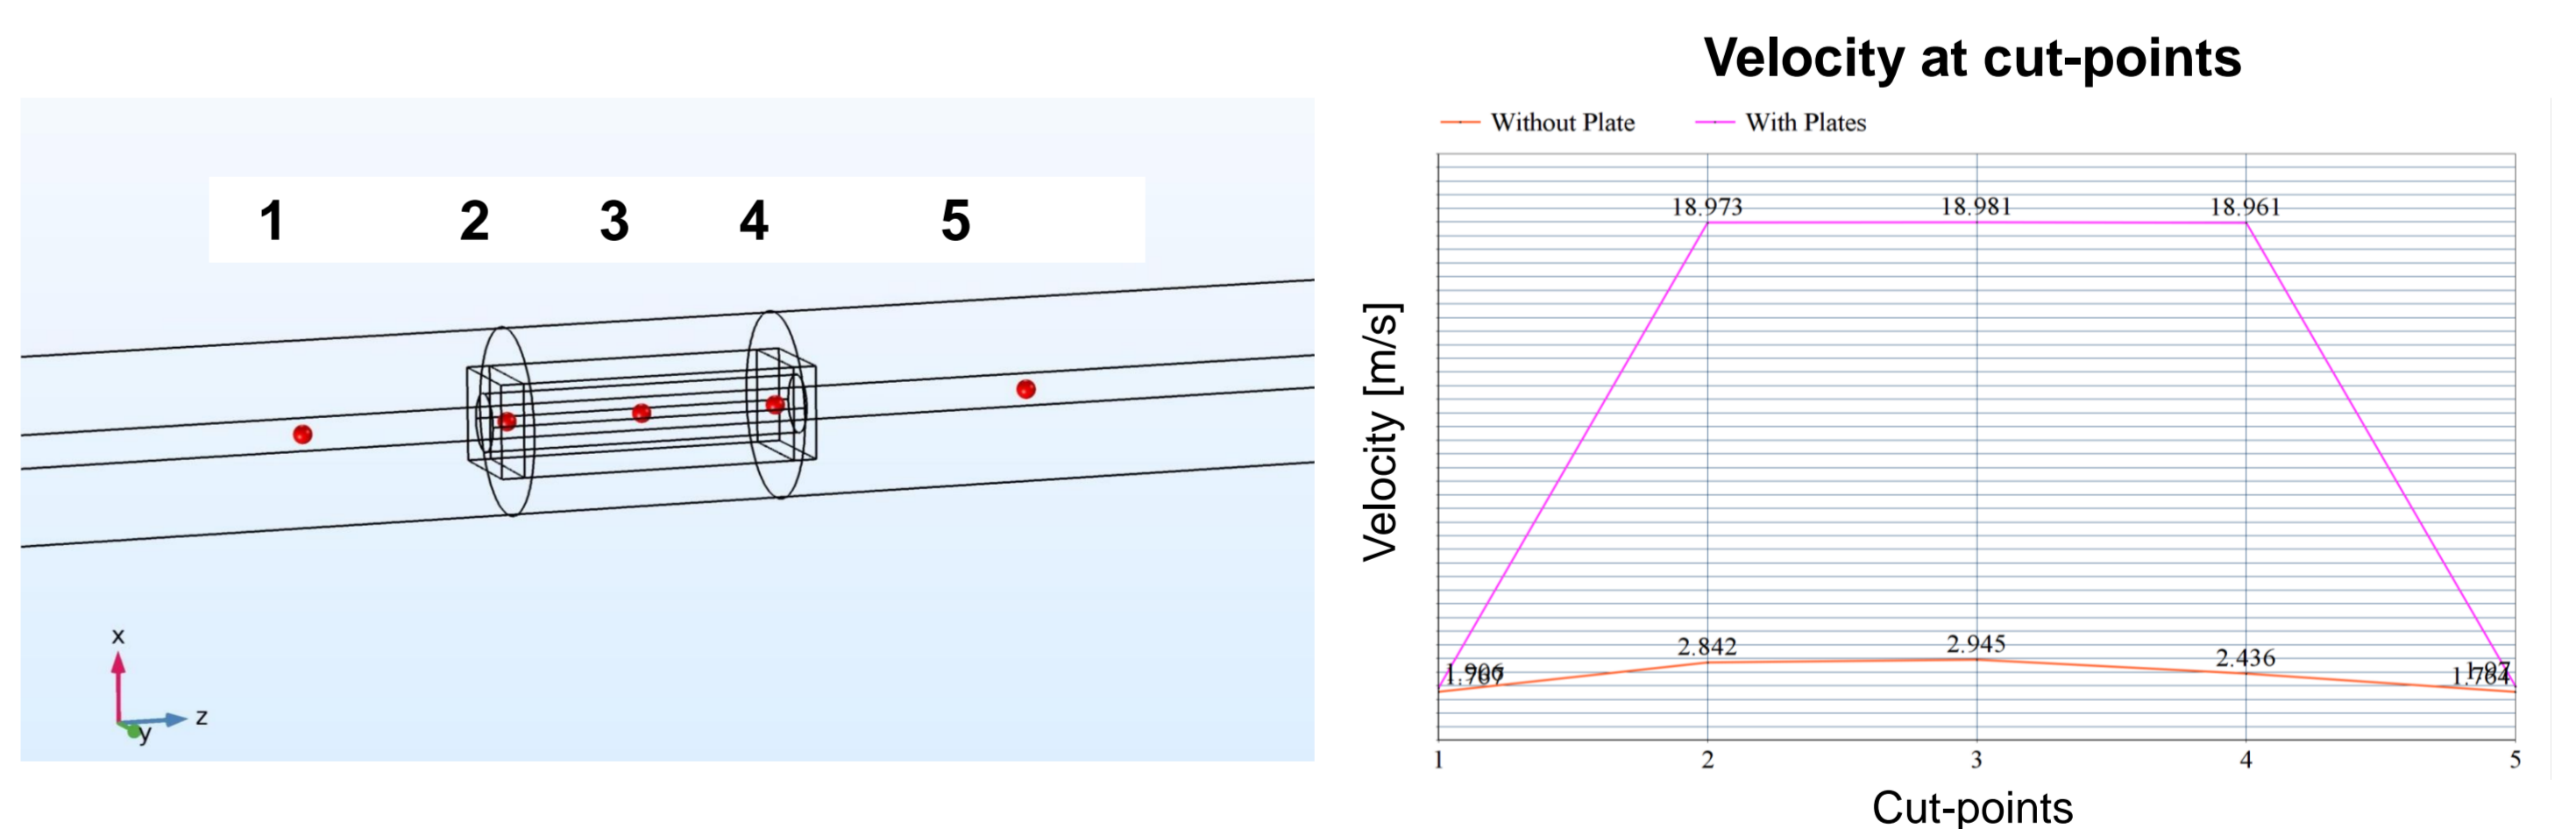 Velocity at cut-points
Without Plate
With Plates
1 2 3 4 5
18.973
18.981
18.961
Velocity [m/s]
2.842
2.945
2.436
x
z
y
1 2 3 4 5
Cut-points